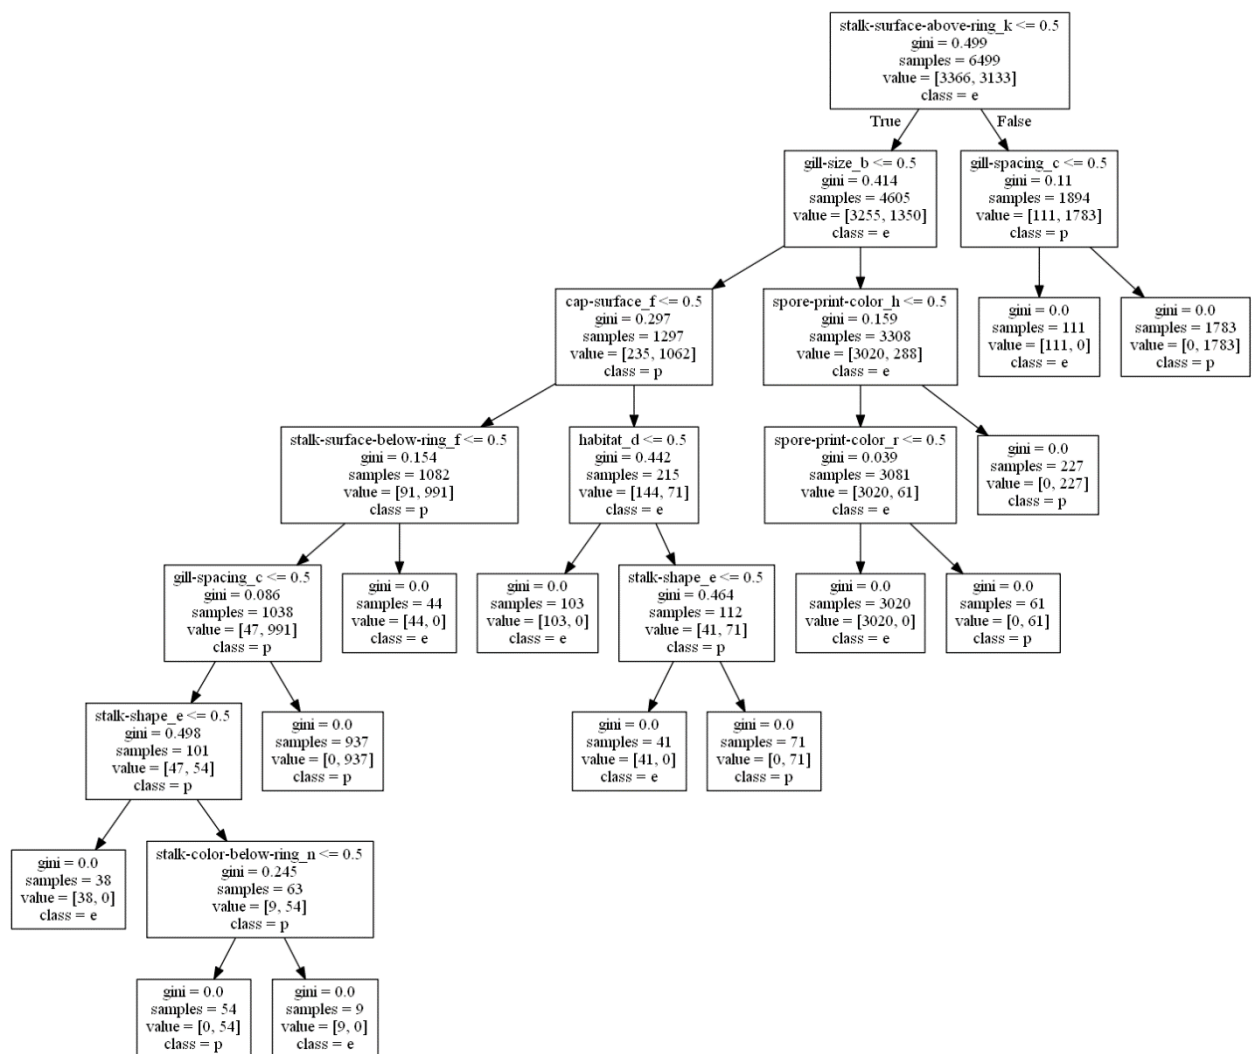 stalk-surface-above-ring_k <= 0.5
gini = 0.499
samples = 6499
value = [3366, 3133]
class = e
True
False
gill-size_b <= 0.5
gini = 0.414
samples = 4605
value = [3255, 1350]
class = e
gill-spacing_c <= 0.5
gini = 0.11
samples = 1894
value = [111, 1783]
class = p
cap-surface_f <= 0.5
gini = 0.297
samples = 1297
value = [235, 1062]
class = p
spore-print-color_h <= 0.5
gini = 0.159
samples = 3308
value = [3020, 288]
class = e
gini = 0.0
samples = 111
value = [111, 0]
class = e
gini = 0.0
samples = 1783
value = [0, 1783]
class = p
stalk-surface-below-ring_f <= 0.5
gini = 0.154
samples = 1082
value = [91, 991]
class = p
habitat_d <= 0.5
gini = 0.442
samples = 215
value = [144, 71]
class = e
spore-print-color_r <= 0.5
gini = 0.039
samples = 3081
value = [3020, 61]
class = e
gini = 0.0
samples = 227
value = [0, 227]
class = p
gill-spacing_c <= 0.5
gini = 0.086
samples = 1038
value = [47, 991]
class = p
gini = 0.0
samples = 44
value = [44, 0]
class = e
gini = 0.0
samples = 103
value = [103, 0]
class = e
stalk-shape_e <= 0.5
gini = 0.464
samples = 112
value = [41, 71]
class = p
gini = 0.0
samples = 3020
value = [3020, 0]
class = e
gini = 0.0
samples = 61
value = [0, 61]
class = p
stalk-shape_e <= 0.5
gini = 0.498
samples = 101
value = [47, 54]
class = p
gini = 0.0
samples = 937
value = [0, 937]
class = p
gini = 0.0
samples = 41
value = [41, 0]
class = e
gini = 0.0
samples = 71
value = [0, 71]
class = p
gini = 0.0
samples = 38
value = [38, 0]
class = e
stalk-color-below-ring_n <= 0.5
gini = 0.245
samples = 63
value = [9, 54]
class = p
gini = 0.0
samples = 54
value = [0, 54]
class = p
gini = 0.0
samples = 9
value = [9, 0]
class = e